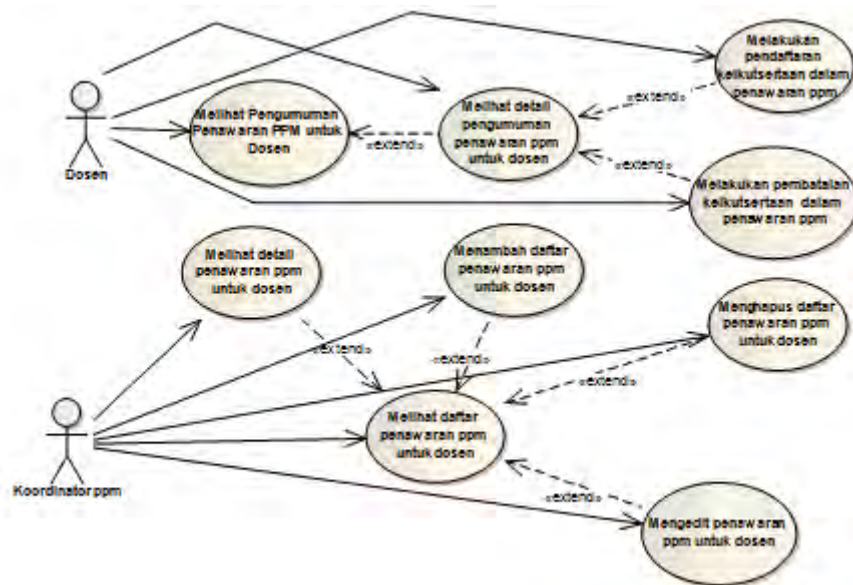 Melakukan
pendaftaran
keikutsertaan dalam
penawaran ppm
«extend»
Melihat Pengumuman
Penawaran PPM untuk
Dosen
«extend»
Melihat detail
pengumuman
penawaran ppm
untuk dosen
Dosen
«extend»
Melakukan pembatalan
keikutsertaan dalam
penawaran ppm
Melihat detail
penawaran ppm
untuk dosen
Menambah daftar
penawaran ppm
untuk dosen
Menghapus daftar
penawaran ppm
untuk dosen
«extend»
«extend»
«extend»
Melihat daftar
penawaran ppm
untuk dosen
Koordinator ppm
«extend»
Mengedit penawaran
ppm untuk dosen